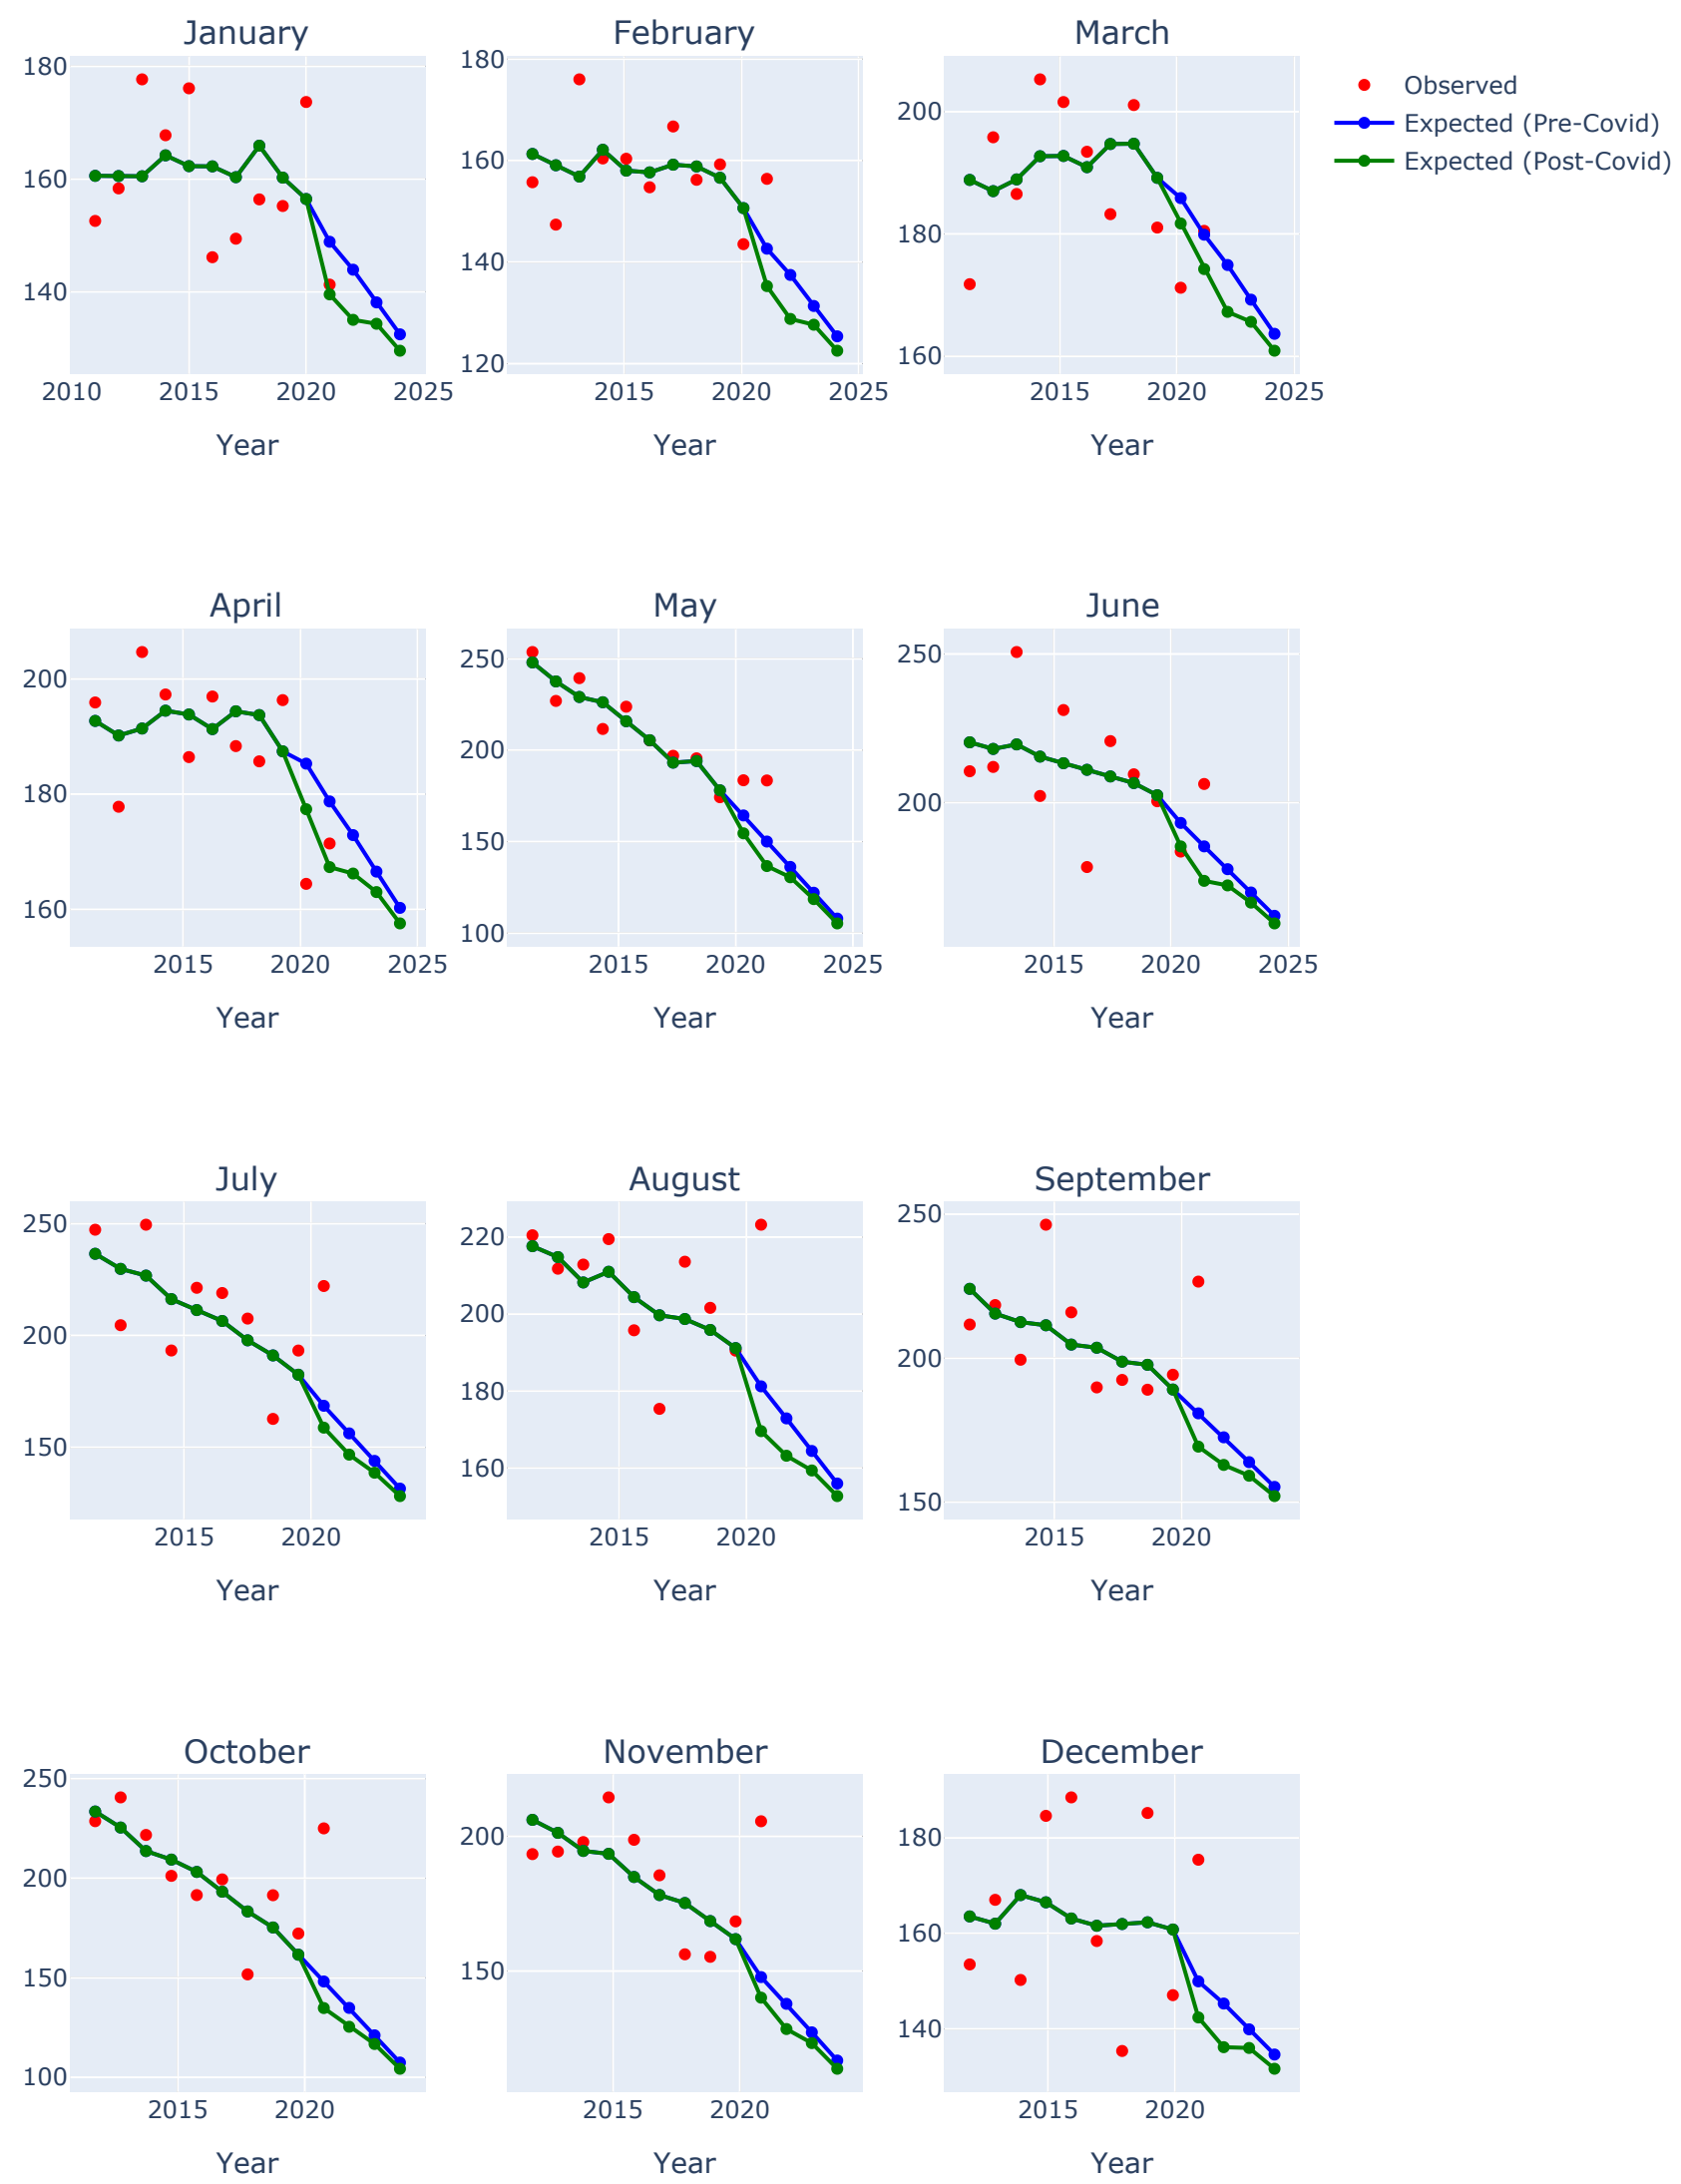 January
February
March
Observed
Expected (Pre-Covid)
Expected (Post-Covid)
180
160
140
2010 2015 2020 2025
Year
180
160
140
120
2015 2020 2025
Year
200
180
160
2015 2020 2025
Year
April
May
June
200
180
160
2015 2020 2025
Year
250
200
150
100
2015 2020 2025
Year
250
200
2015 2020 2025
Year
July
August
September
250
200
150
2015 2020
Year
220
200
180
160
2015 2020
Year
250
200
150
2015 2020
Year
October
November
December
250
200
150
100
2015 2020
Year
200
150
2015 2020
Year
180
160
140
2015 2020
Year